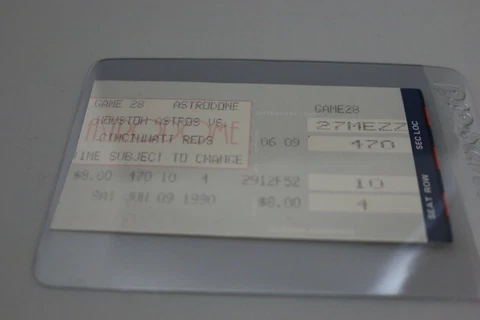 GAME 28 ASTRODONE GAME28
HOUSTON ASTROS VS. 27MEZZ
ASTRODOME
CINCINNATI REDS 06 09 470 SEC LOC
TIME SUBJECT TO CHANGE
$8.00 470 10 4 2912F52 10
SAT JUN 09 1990 $8.00 4 SEAT ROW